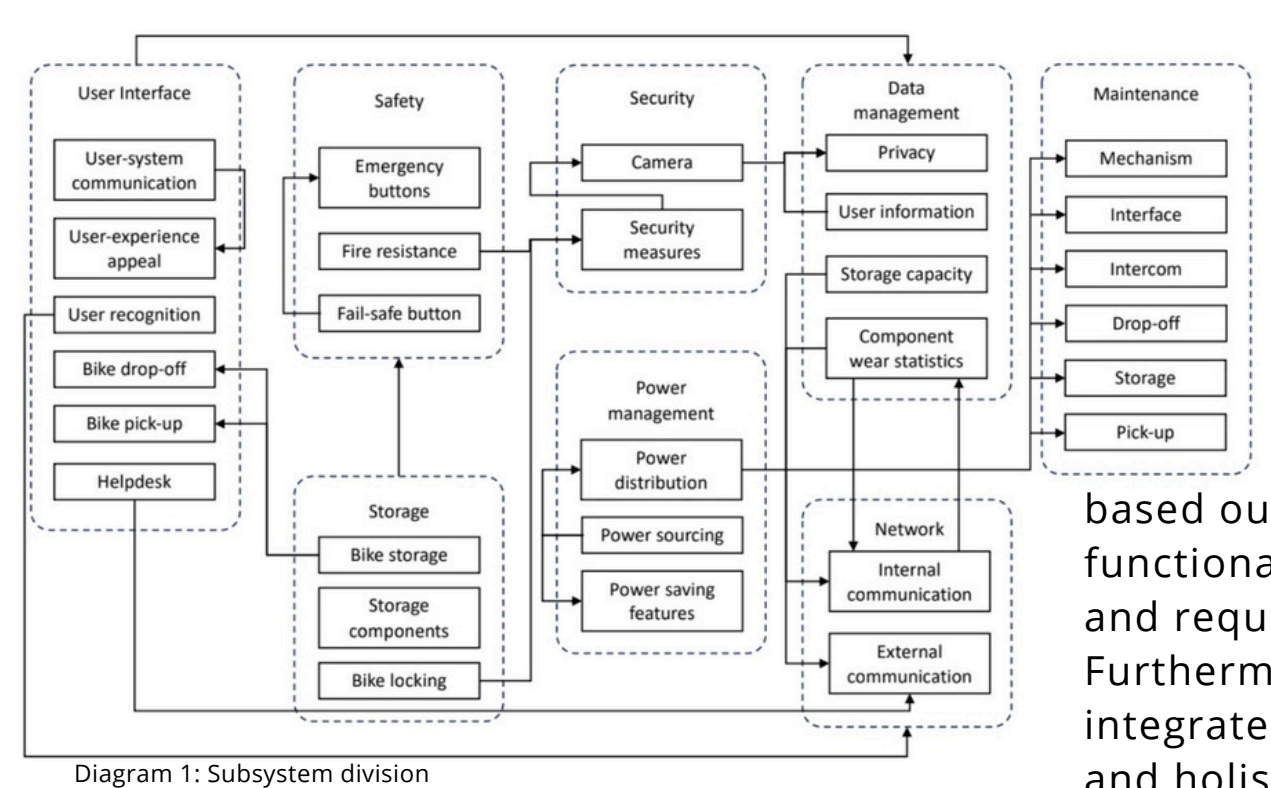 User Interface
User-system
communication
User-experience
appeal
User recognition
Bike drop-off
Bike pick-up
Helpdesk
Safety
Emergency
buttons
Fire resistance
Fail-safe button
Storage
Bike storage
Storage
components
Bike locking
Security
Camera
Security
measures
Power
management
Power
distribution
Power sourcing
Power saving
features
Data
management
Privacy
User information
Storage capacity
Component
wear statistics
Network
Internal
communication
External
communication
Maintenance
Mechanism
Interface
Intercom
Drop-off
Storage
Pick-up
based ou
functiona
and requ
Furtherm
integrate
and holis
Diagram 1: Subsystem division